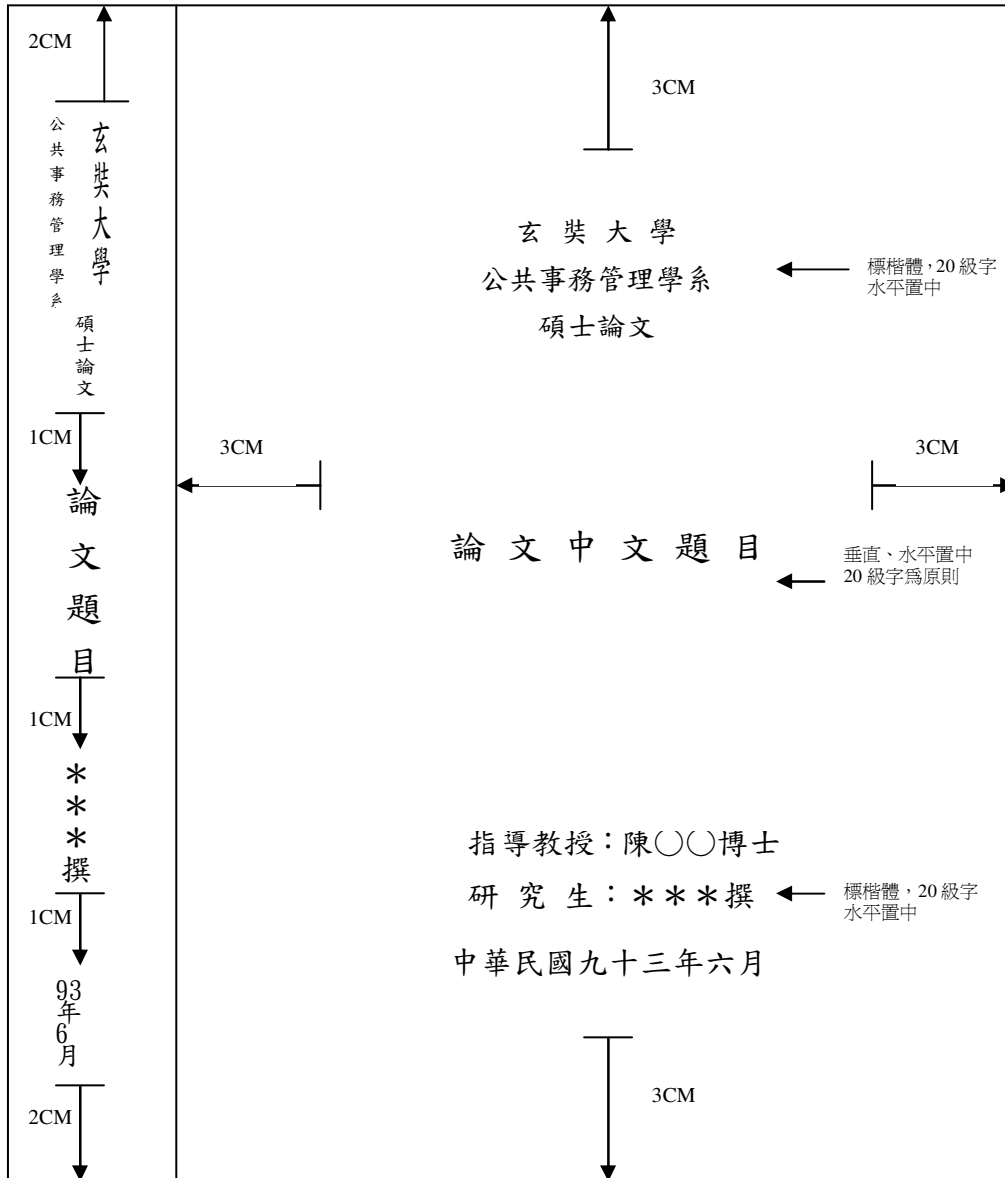 2CM
玄奘大學
公共事務管理學系
碩士論文
1CM
論文題目
1CM
＊＊＊撰
1CM
93年6月
2CM
3CM
玄 奘 大 學
公共事務管理學系
碩士論文
標楷體，20 級字
水平置中
3CM
3CM
論 文 中 文 題 目
垂直、水平置中
20 級字為原則
指導教授：陳○○博士
研 究 生：＊＊＊撰
標楷體，20 級字
水平置中
中華民國九十三年六月
3CM